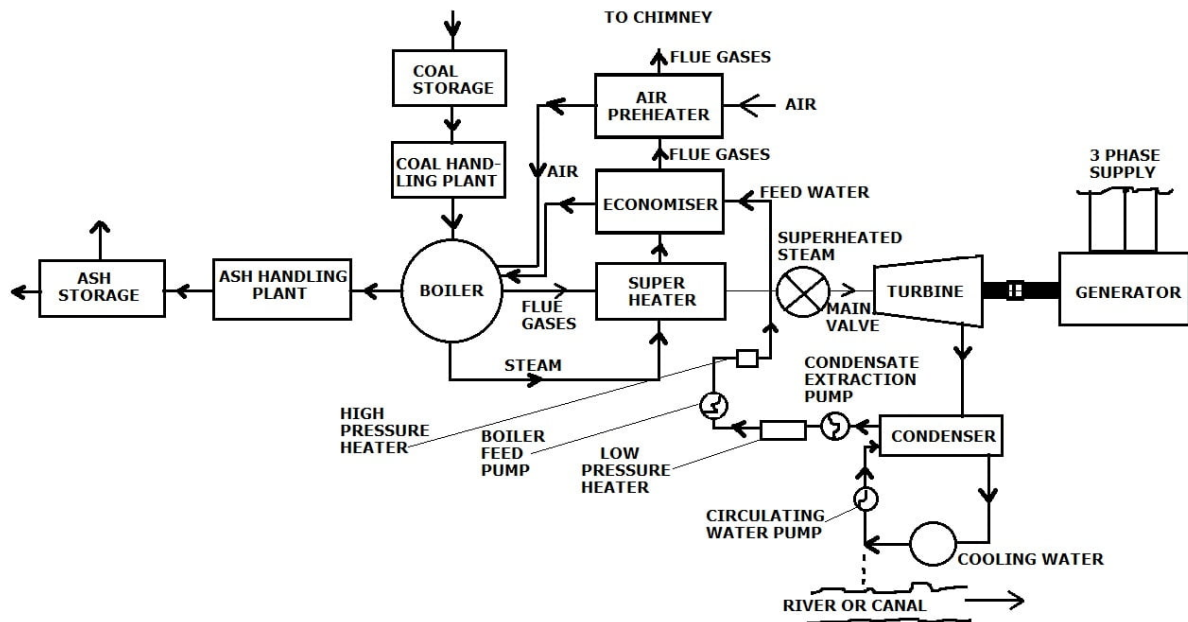 TO CHIMNEY
FLUE GASES
COAL
STORAGE
AIR
PREHEATER
AIR
COAL HAND-
LING PLANT
AIR
FLUE GASES
3 PHASE
SUPPLY
ECONOMISER
FEED WATER
SUPERHEATED
STEAM
ASH
STORAGE
ASH HANDLING
PLANT
BOILER
FLUE
GASES
SUPER
HEATER
MAIN
VALVE
TURBINE
GENERATOR
STEAM
CONDENSATE
EXTRACTION
PUMP
HIGH
PRESSURE
HEATER
BOILER
FEED
PUMP
LOW
PRESSURE
HEATER
CONDENSER
CIRCULATING
WATER PUMP
COOLING WATER
RIVER OR CANAL